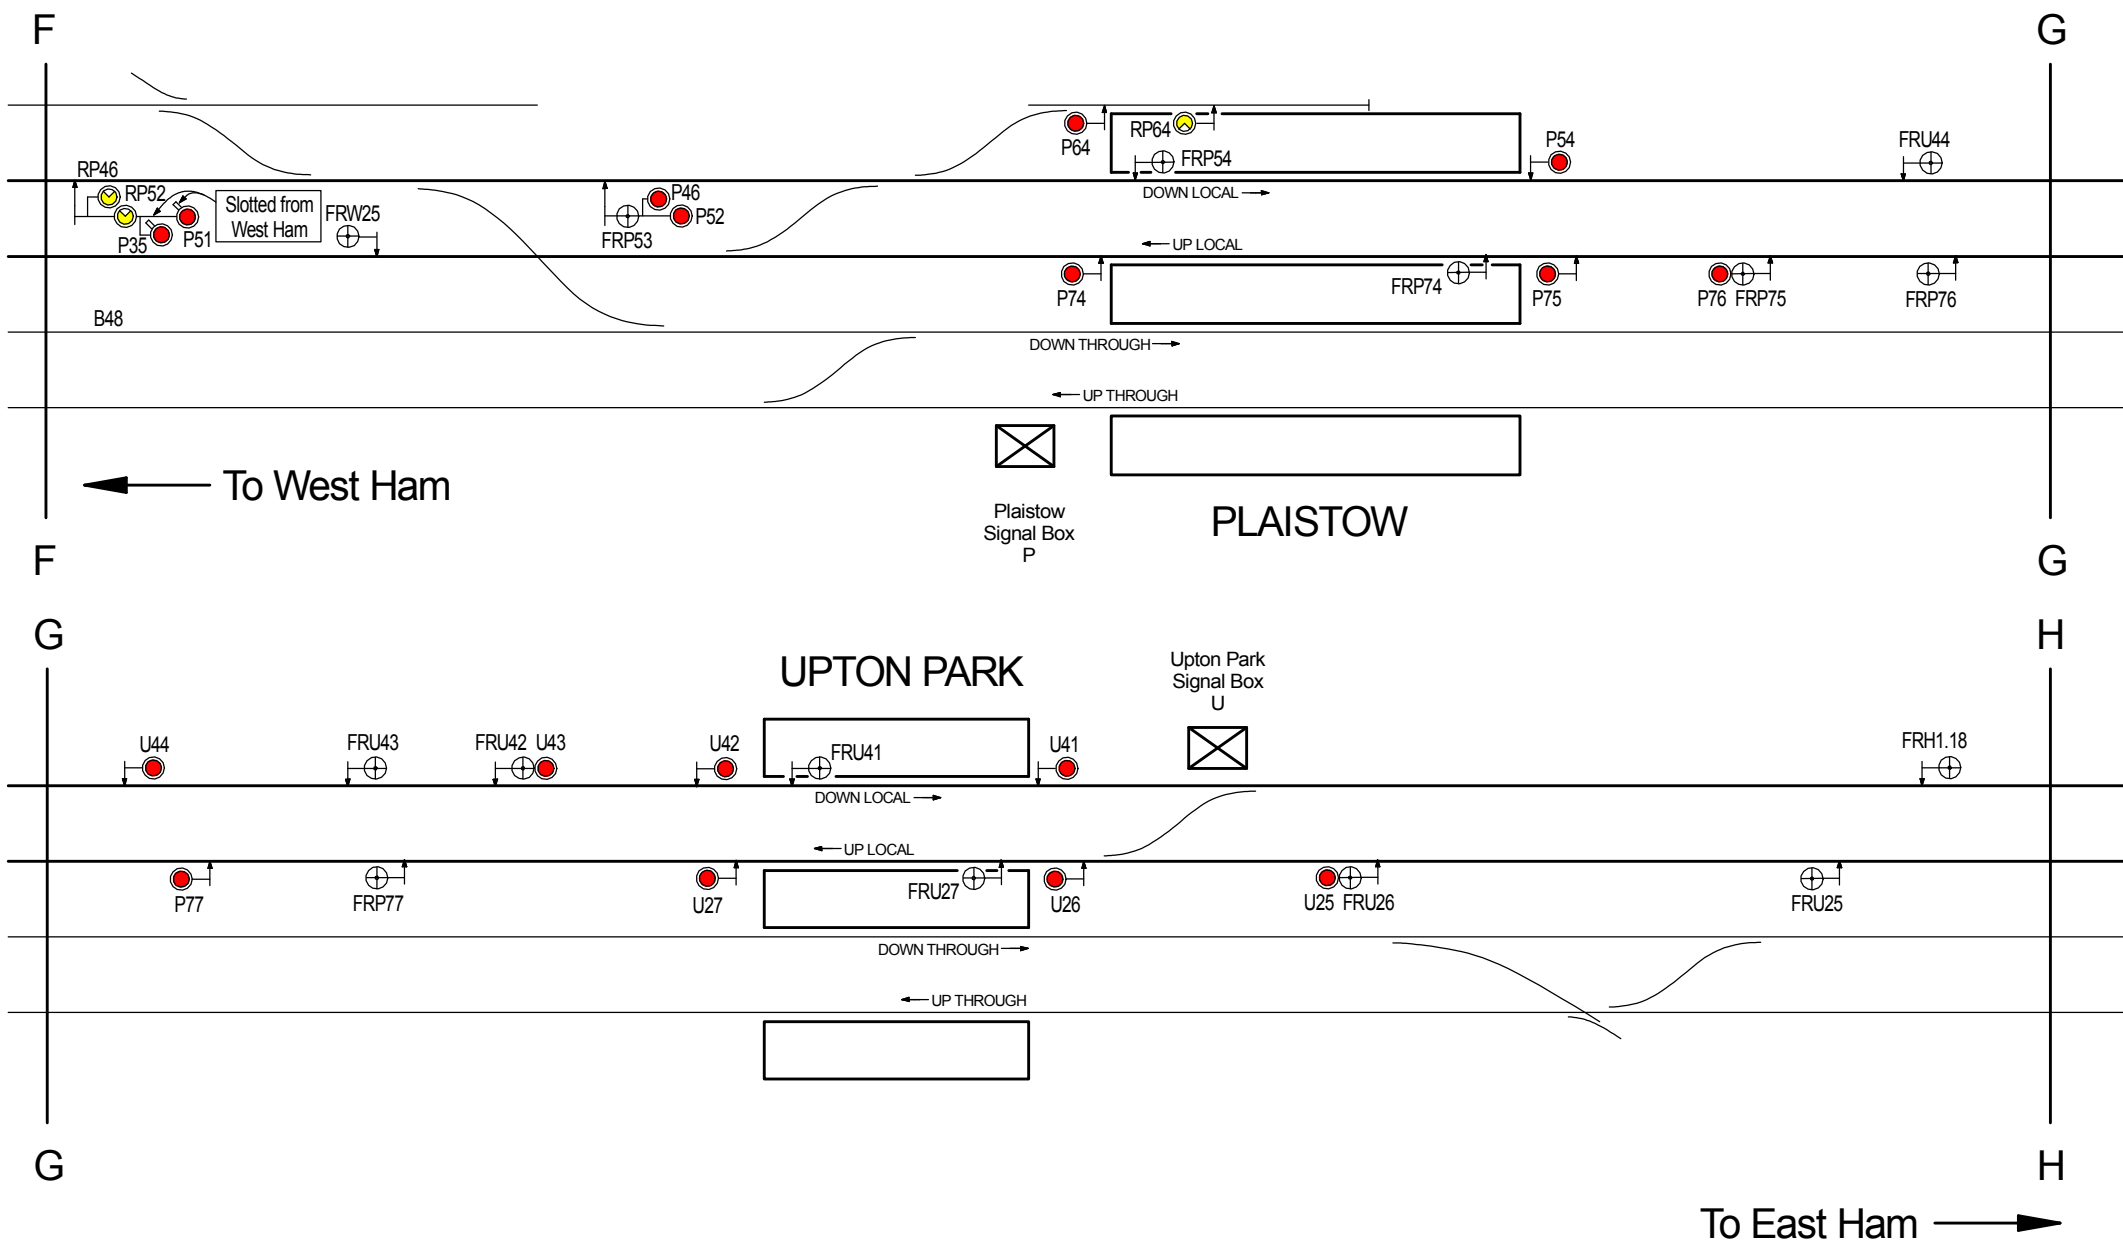 F
G
P64
RP64
FRP54
P54
FRU44
RP46
RP52
P35
P51
Slotted from
West Ham
FRW25
FRP53
P46
P52
DOWN LOCAL
UP LOCAL
P74
FRP74
P75
P76
FRP75
FRP76
B48
DOWN THROUGH
UP THROUGH
To West Ham
Plaistow
Signal Box
P
PLAISTOW
F
G
G
H
UPTON PARK
Upton Park
Signal Box
U
U44
FRU43
FRU42
U43
U42
FRU41
U41
FRH1.18
DOWN LOCAL
UP LOCAL
P77
FRP77
U27
FRU27
U26
U25
FRU26
FRU25
DOWN THROUGH
UP THROUGH
G
H
To East Ham